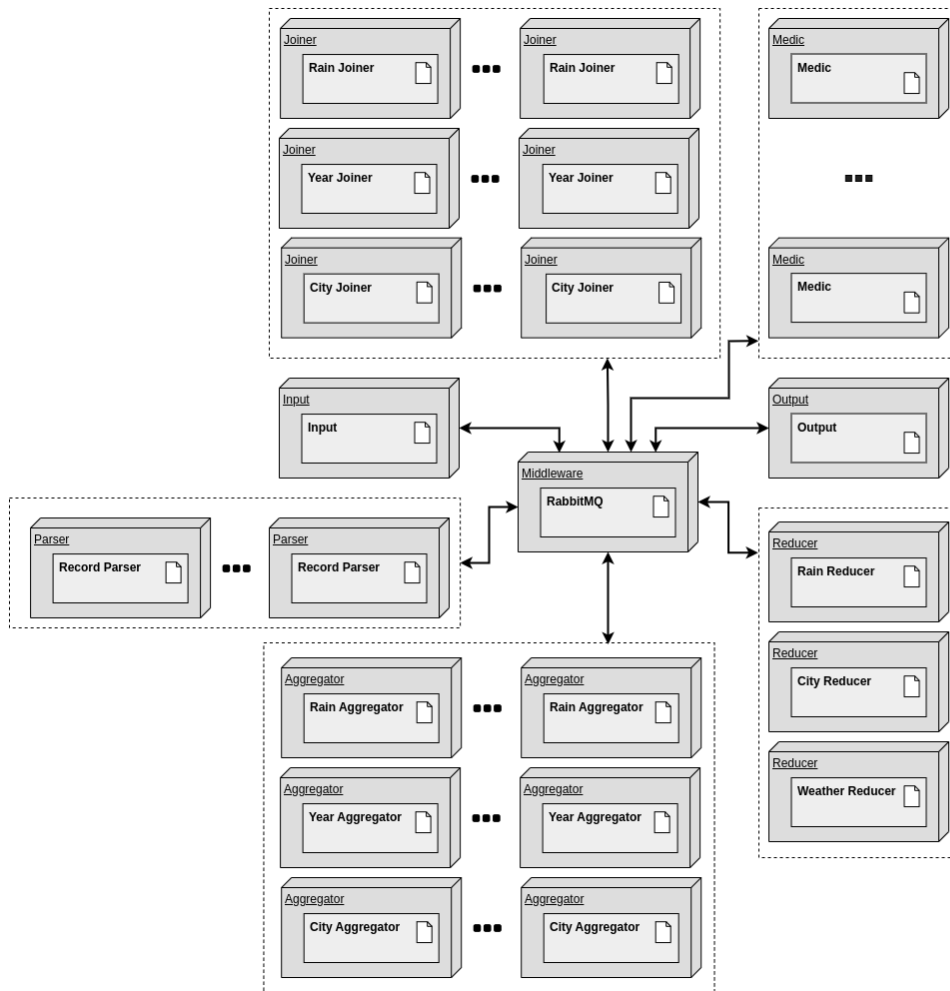 Joiner
Rain Joiner
Joiner
Rain Joiner
Joiner
Year Joiner
Joiner
Year Joiner
Joiner
City Joiner
Joiner
City Joiner
Medic
Medic
Medic
Medic
Input
Input
Output
Output
Middleware
RabbitMQ
Parser
Record Parser
Parser
Record Parser
Reducer
Rain Reducer
Reducer
City Reducer
Reducer
Weather Reducer
Aggregator
Rain Aggregator
Aggregator
Rain Aggregator
Aggregator
Year Aggregator
Aggregator
Year Aggregator
Aggregator
City Aggregator
Aggregator
City Aggregator